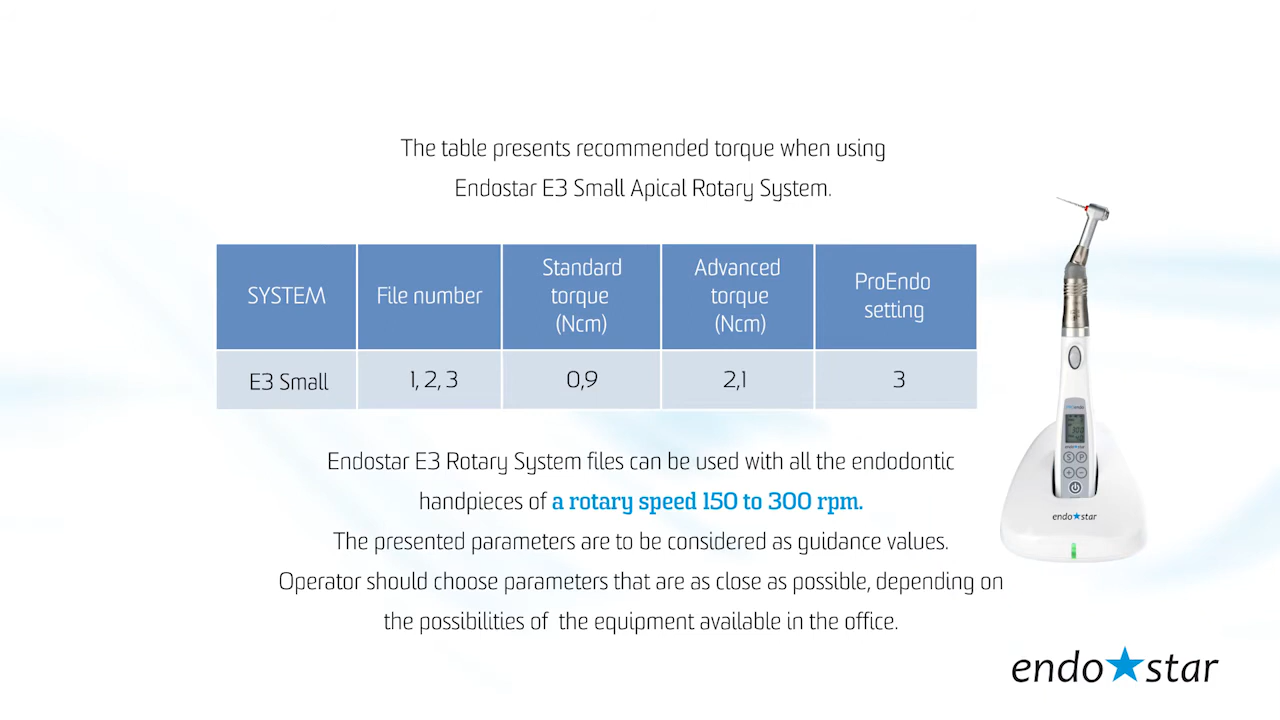 The table presents recommended torque when using
Endostar E3 Small Apical Rotary System.
SYSTEM
File number
Standard
torque
(Ncm)
Advanced
torque
(Ncm)
ProEndo
setting
E3 Small
1, 2, 3
0,9
2,1
3
Endostar E3 Rotary System files can be used with all the endodontic
handpieces of a rotary speed 150 to 300 rpm.
The presented parameters are to be considered as guidance values.
Operator should choose parameters that are as close as possible, depending on
the possibilities of the equipment available in the office.
S P
+ −
endo★star
endo★star